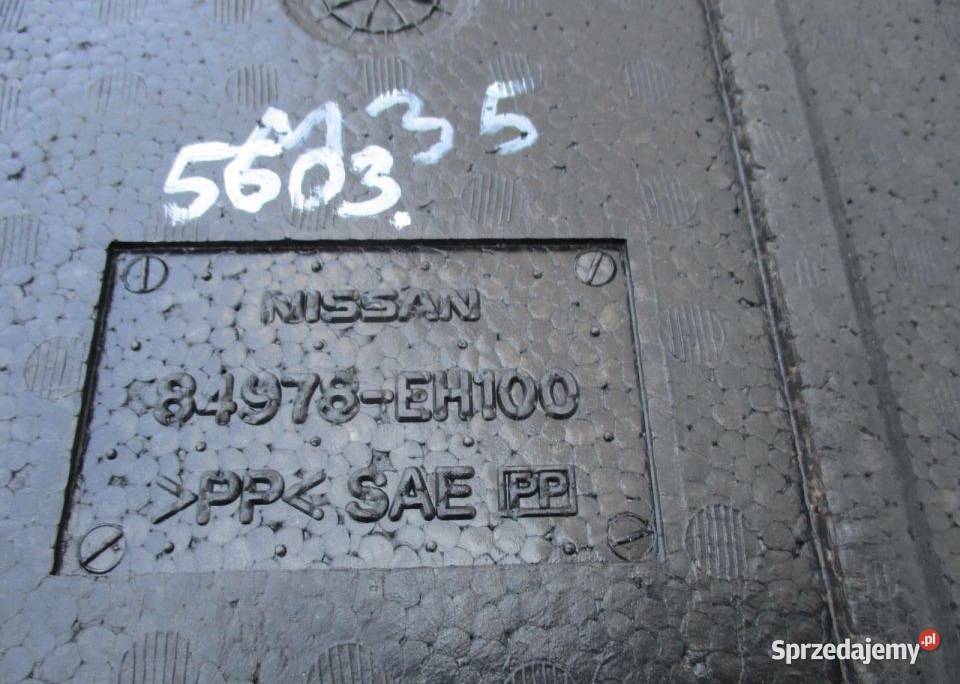 M35
5603.
NISSAN
84978-EH100
>PP< SAE PP
Sprzedajemy.pl